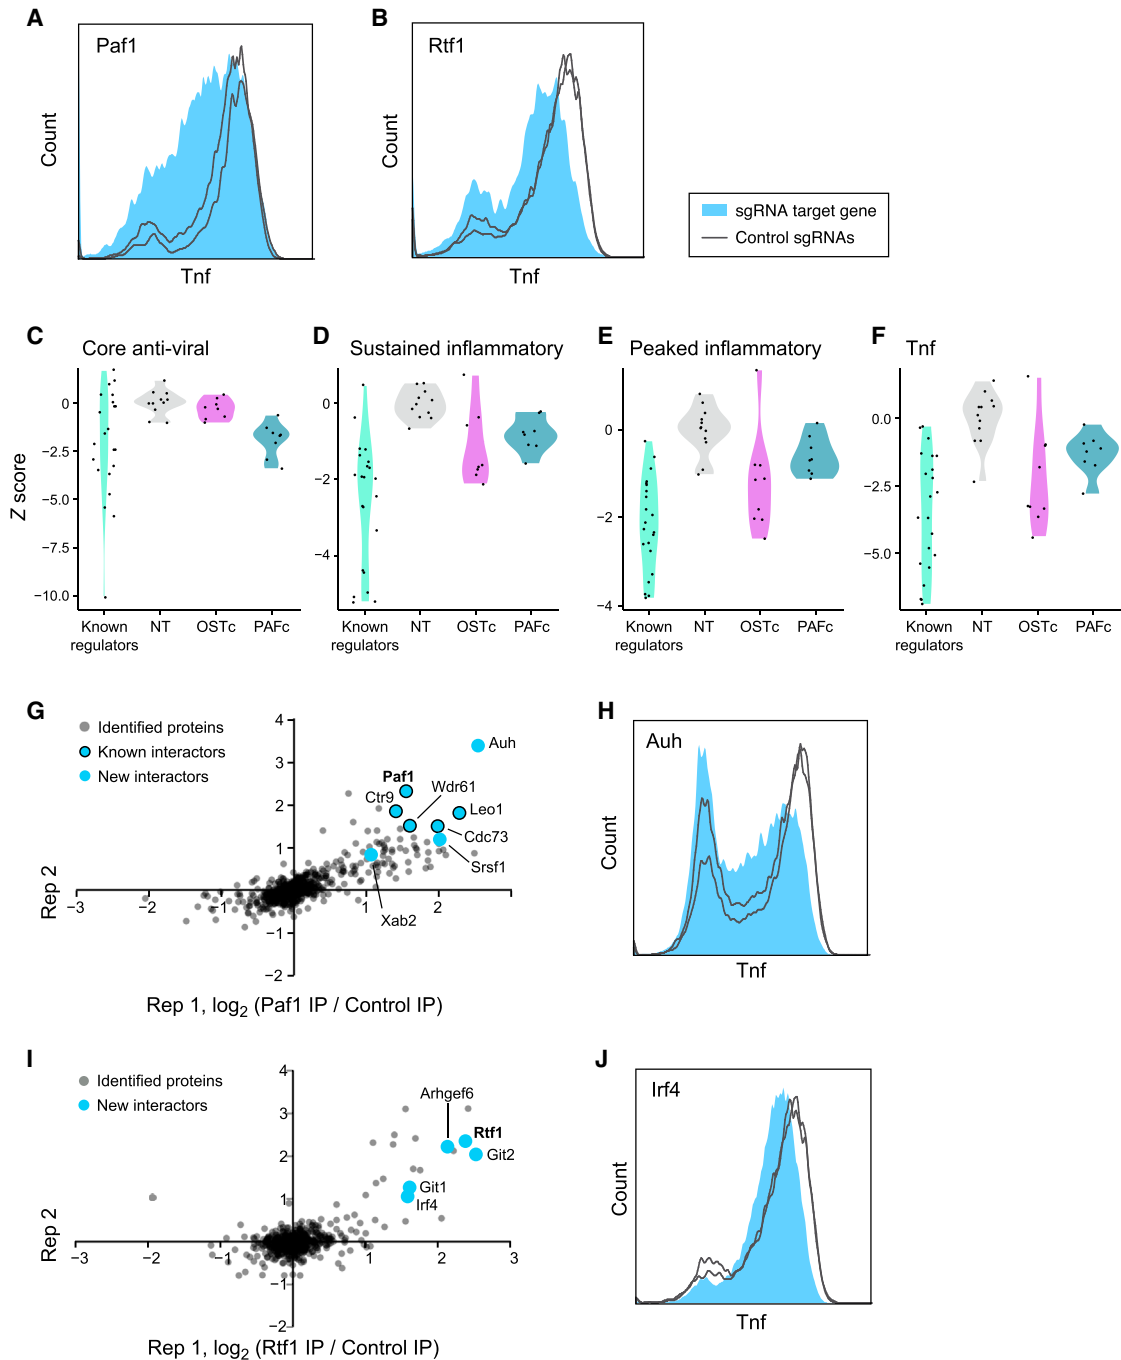 A
Paf1
Count
Tnf
B
Rtf1
Count
Tnf
sgRNA target gene
Control sgRNAs
C
Core anti-viral
Z score
0
−2.5
−5.0
−7.5
−10.0
Known regulators
NT
OSTc
PAFc
D
Sustained inflammatory
0
−2
−4
Known regulators
NT
OSTc
PAFc
E
Peaked inflammatory
0
−2
−4
Known regulators
NT
OSTc
PAFc
F
Tnf
0.0
−2.5
−5.0
Known regulators
NT
OSTc
PAFc
G
Identified proteins
Known interactors
New interactors
4
3
2
1
−1
−2
−3
−2
−1
1
2
Auh
Paf1
Ctr9
Wdr61
Leo1
Cdc73
Srsf1
Xab2
Rep 2
Rep 1, log2 (Paf1 IP / Control IP)
H
Auh
Count
Tnf
I
Identified proteins
New interactors
4
3
2
1
−1
−2
−3
−2
−1
1
2
3
Arhgef6
Rtf1
Git2
Git1
Irf4
Rep 2
Rep 1, log2 (Rtf1 IP / Control IP)
J
Irf4
Count
Tnf